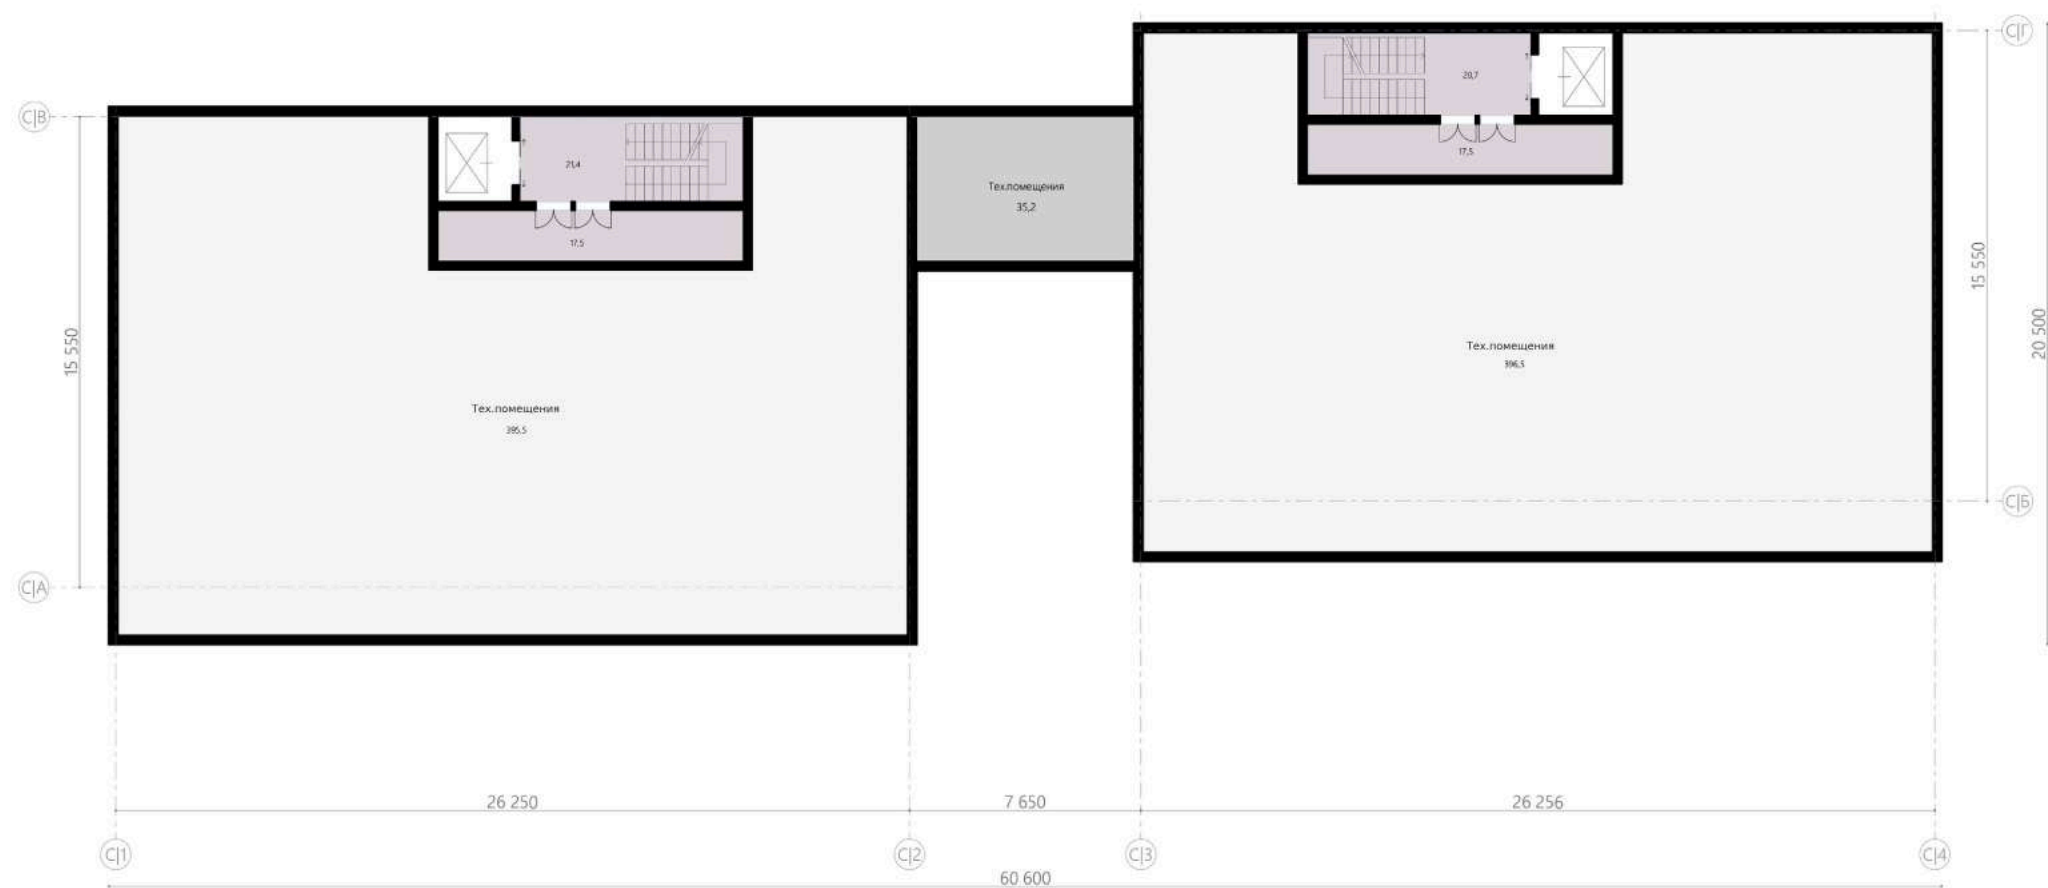 С|Г
20,7
С|В
21,4
17,5
Тех.помещения
35,2
17,5
15 550
15 550
20 500
Тех.помещения
396,5
Тех.помещения
395,5
С|Б
С|А
26 250
7 650
26 256
С|1
С|2
С|3
С|4
60 600